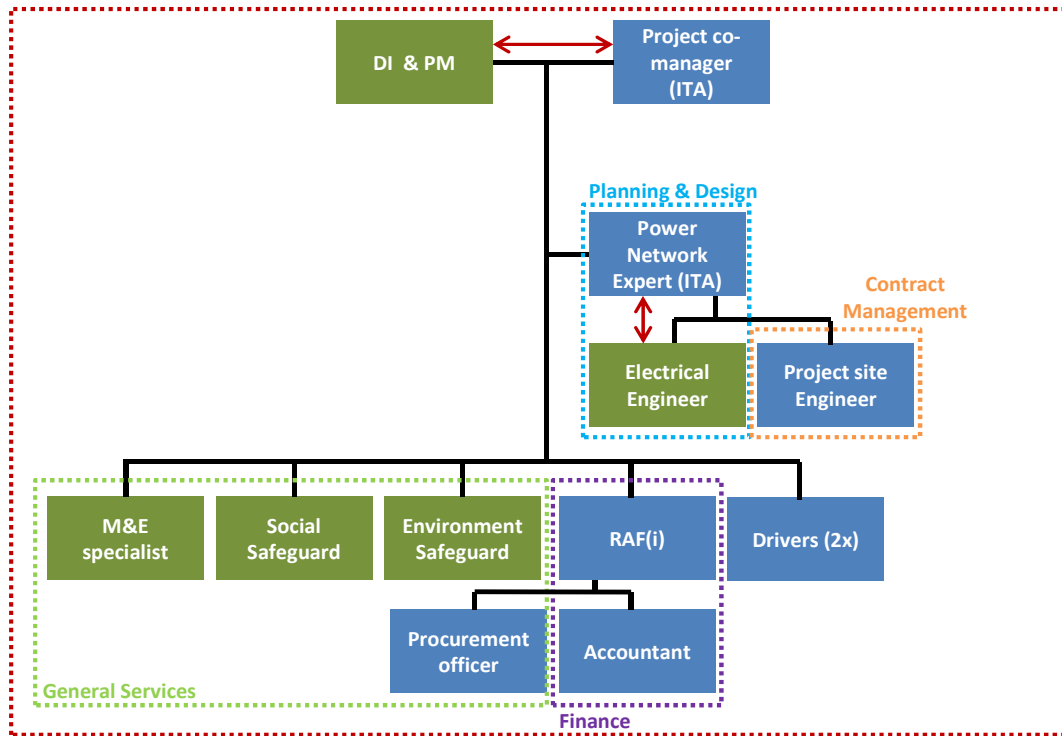 DI & PM
Project co-
manager
(ITA)
Planning & Design
Power
Network
Expert (ITA)
Contract
Management
Electrical
Engineer
Project site
Engineer
M&E
specialist
Social
Safeguard
Environment
Safeguard
RAF(i)
Drivers (2x)
Procurement
officer
Accountant
General Services
Finance